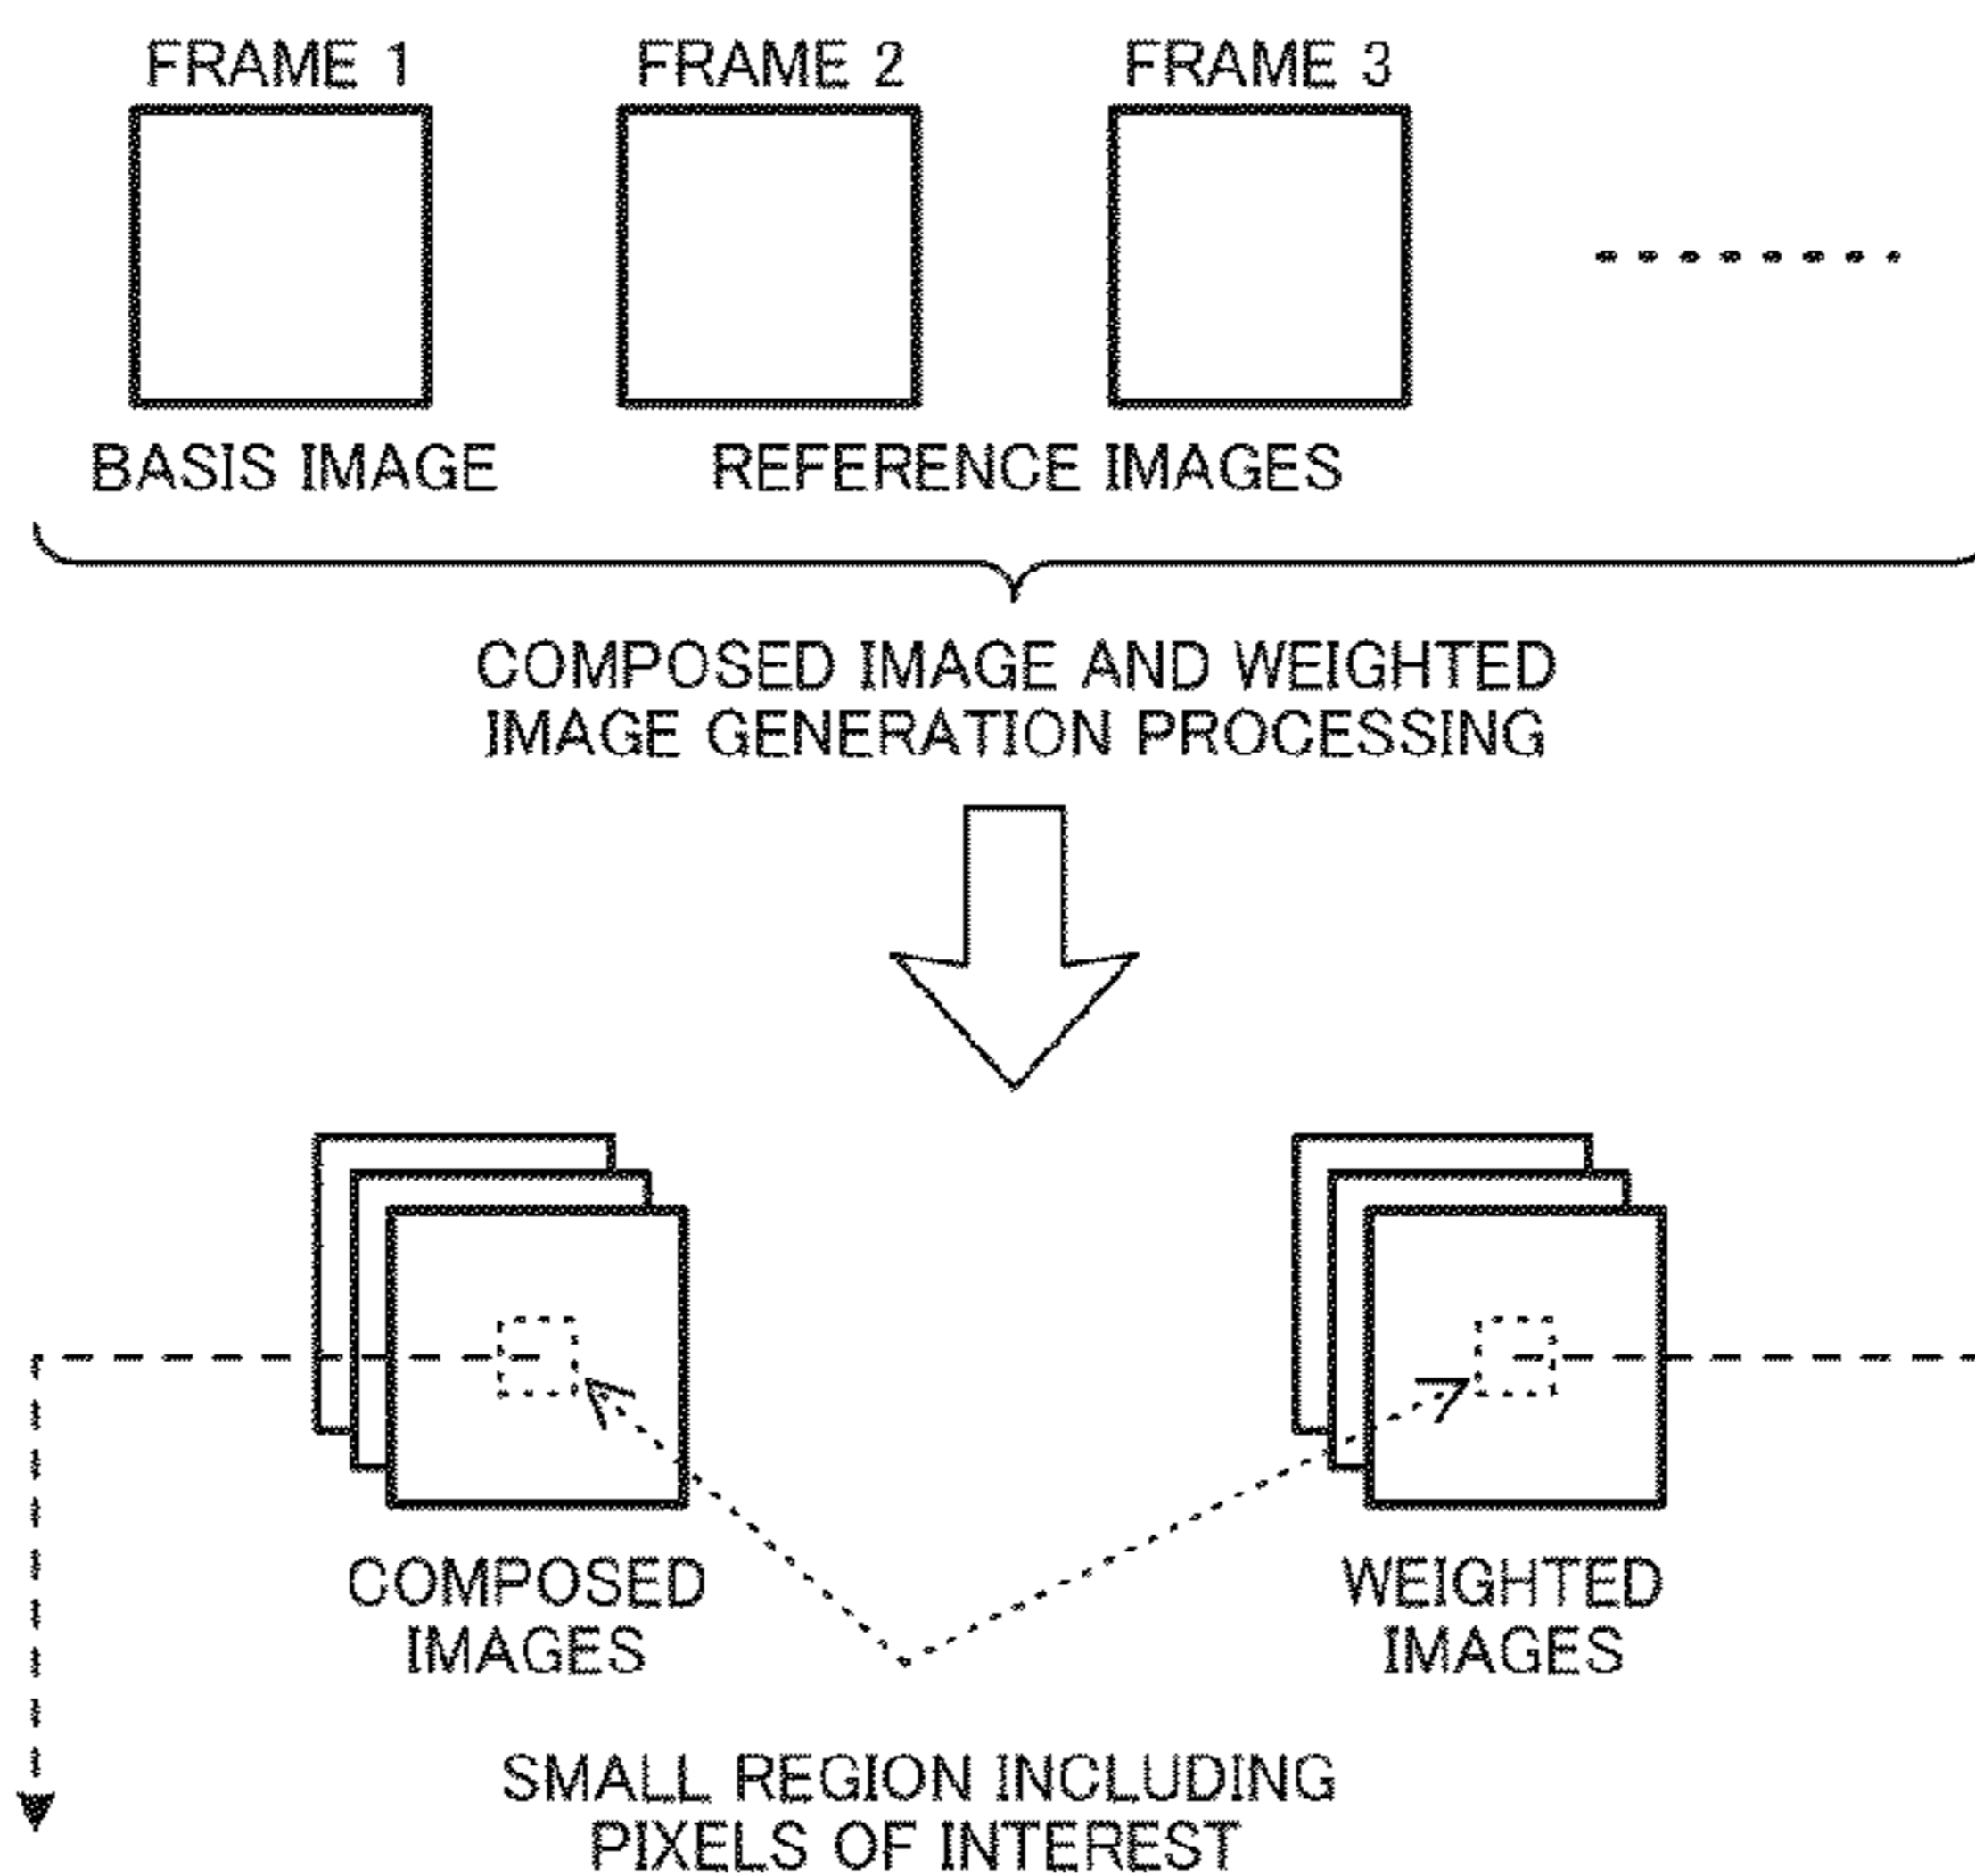 FRAME 1 FRAME 2 FRAME 3
BASIS IMAGE REFERENCE IMAGES
COMPOSED IMAGE AND WEIGHTED
IMAGE GENERATION PROCESSING
COMPOSED
IMAGES
WEIGHTED
IMAGES
SMALL REGION INCLUDING
PIXELS OF INTEREST